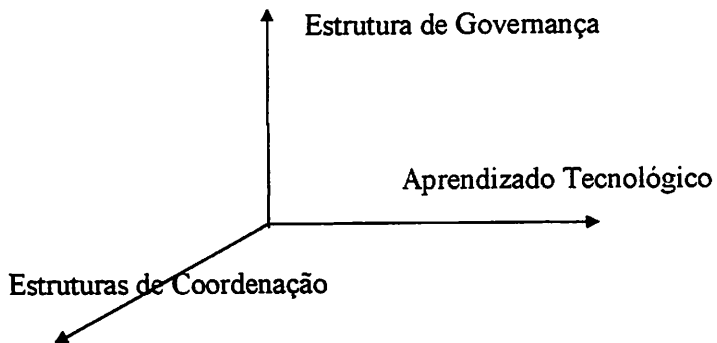 Estrutura de Governança
Aprendizado Tecnológico
Estruturas de Coordenação